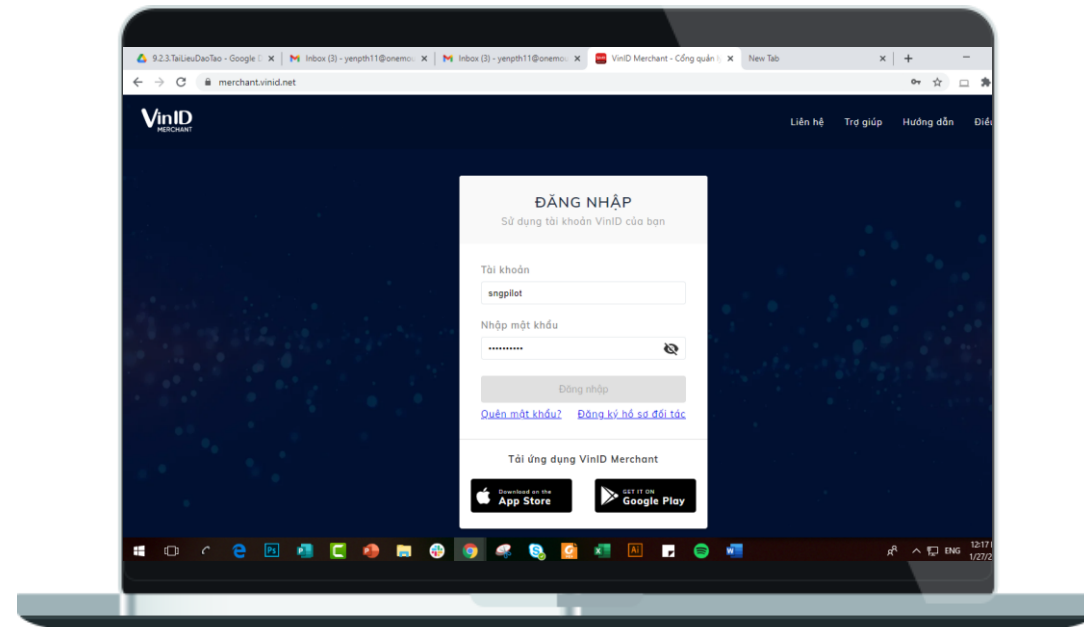 9.2.3.TaiLieuDaoTao - Google
Inbox (3) - yenpth11@onemo
Inbox (3) - yenpth11@onemo
VinID Merchant - Cổng quản
New Tab
merchant.vinid.net
VinID
MERCHANT
Liên hệ
Trợ giúp
Hướng dẫn
ĐĂNG NHẬP
Sử dụng tài khoản VinID của bạn
Tài khoản
sngpilot
Nhập mật khẩu
Đăng nhập
Quên mật khẩu? Đăng ký hồ sơ đối tác
Tải ứng dụng VinID Merchant
Download on the
App Store
GET IT ON
Google Play
Ps
Ai
ENG
12:17
1/27/2